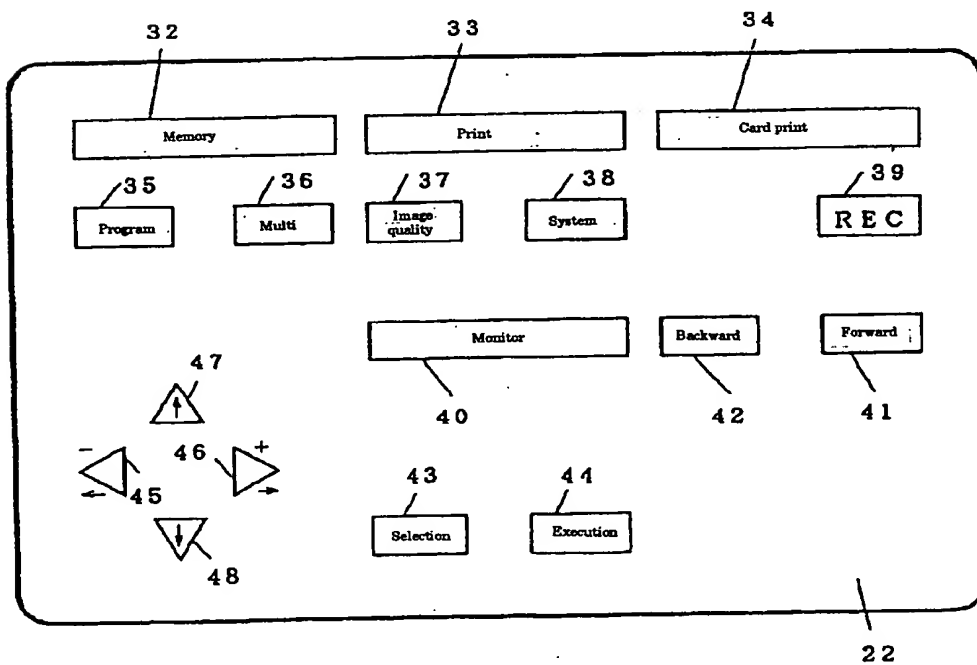 32 33 34
Memory Print Card print
35 36 37 38 39
Program Multi Image quality System REC
Monitor Backward Forward
47
40 42 41
- 46 +
45 43 44
Selection Execution
48
22